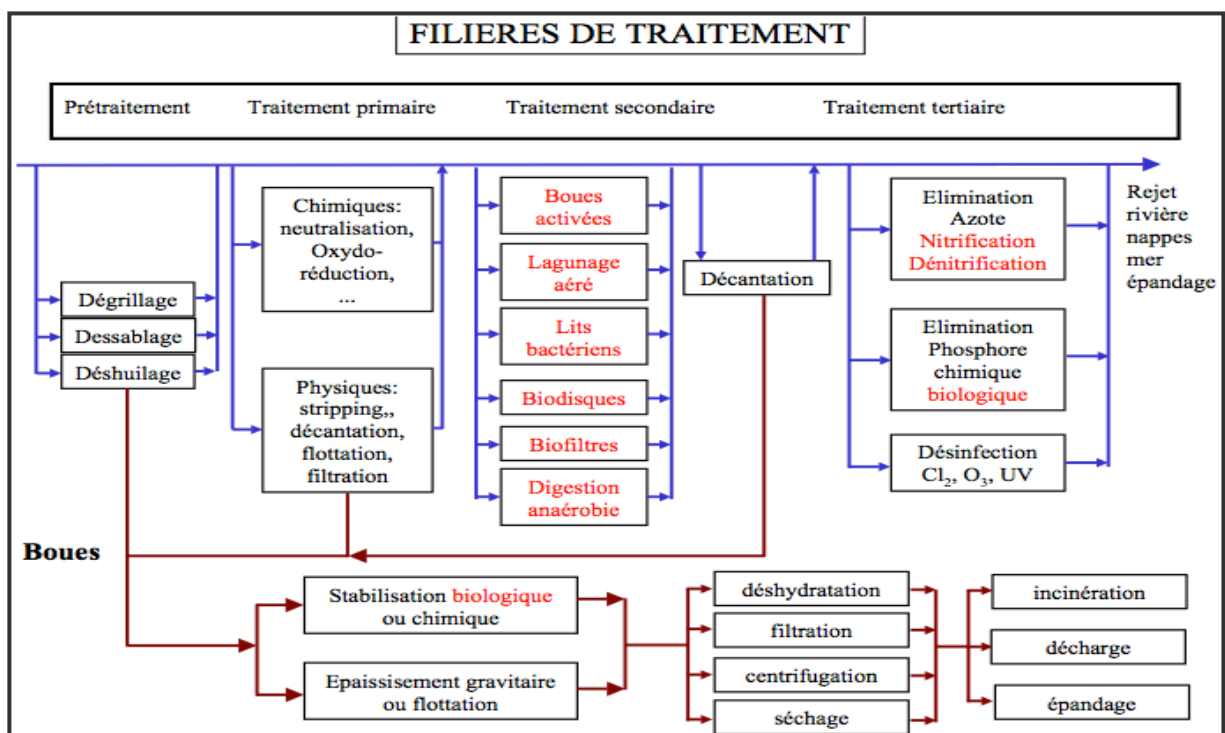 FILIERES DE TRAITEMENT
Prétraitement
Traitement primaire
Traitement secondaire
Traitement tertiaire
Dégrillage
Dessablage
Déshuilage
Chimiques:
neutralisation,
Oxydo-
réduction,
...
Physiques:
stripping,,
décantation,
flottation,
filtration
Boues
activées
Lagunage
aéré
Lits
bactériens
Biodisques
Biofiltres
Digestion
anaérobie
Décantation
Elimination
Azote
Nitrification
Dénitrification
Elimination
Phosphore
chimique
biologique
Désinfection
Cl₂, O₃, UV
Rejet
rivière
nappes
mer
épandage
Boues
Stabilisation biologique
ou chimique
Epaississement gravitaire
ou flottation
déshydratation
filtration
centrifugation
séchage
incinération
décharge
épandage